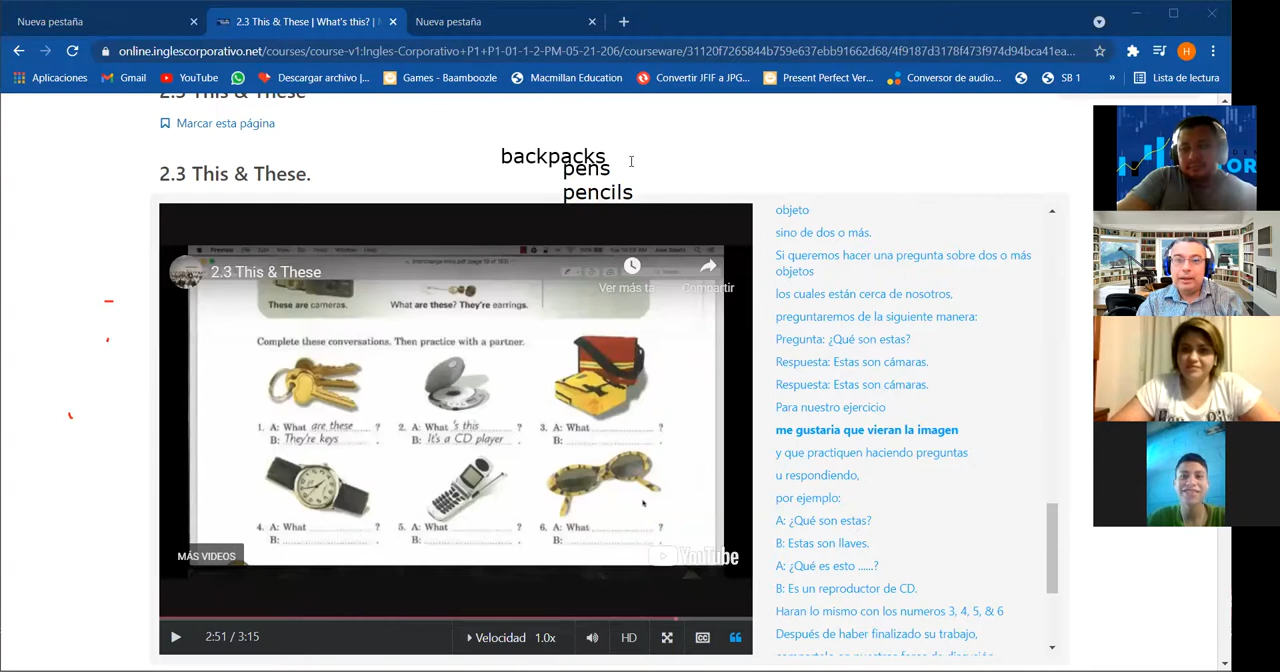 Nueva pestaña
2.3 This & These | What's this? |
Nueva pestaña
online.inglescorporativo.net/courses/course-v1:Ingles-Corporativo+P1+P1-01-1-2-PM-05-21-206/courseware/31120f7265844b759e637ebb91662d68/4f9187d3178f473f974d94bca41ea...
H
Aplicaciones
Gmail
YouTube
Descargar archivo |...
Games - Baamboozle
Macmillan Education
Convertir JFIF a JPG...
Present Perfect Ver...
Conversor de audio...
SB 1
»
Lista de lectura
2.3 This & These
Marcar esta página
backpacks
pens
pencils
2.3 This & These.
2.3 This & These
Ver más ta
Compartir
These are cameras.
What are these? They're earrings.
Complete these conversations. Then practice with a partner.
1. A: What are these ?
B: They're keys
2. A: What 's this ?
B: It's a CD player
3. A: What ?
B:
4. A: What ?
B:
5. A: What ?
B:
6. A: What ?
B:
MÁS VIDEOS
YouTube
2:51 / 3:15
Velocidad 1.0x
HD
objeto
sino de dos o más.
Si queremos hacer una pregunta sobre dos o más
objetos
los cuales están cerca de nosotros,
preguntaremos de la siguiente manera:
Pregunta: ¿Qué son estas?
Respuesta: Estas son cámaras.
Respuesta: Estas son cámaras.
Para nuestro ejercicio
me gustaria que vieran la imagen
y que practiquen haciendo preguntas
u respondiendo,
por ejemplo:
A: ¿Qué son estas?
B: Estas son llaves.
A: ¿Qué es esto ......?
B: Es un reproductor de CD.
Haran lo mismo con los numeros 3, 4, 5, & 6
Después de haber finalizado su trabajo,